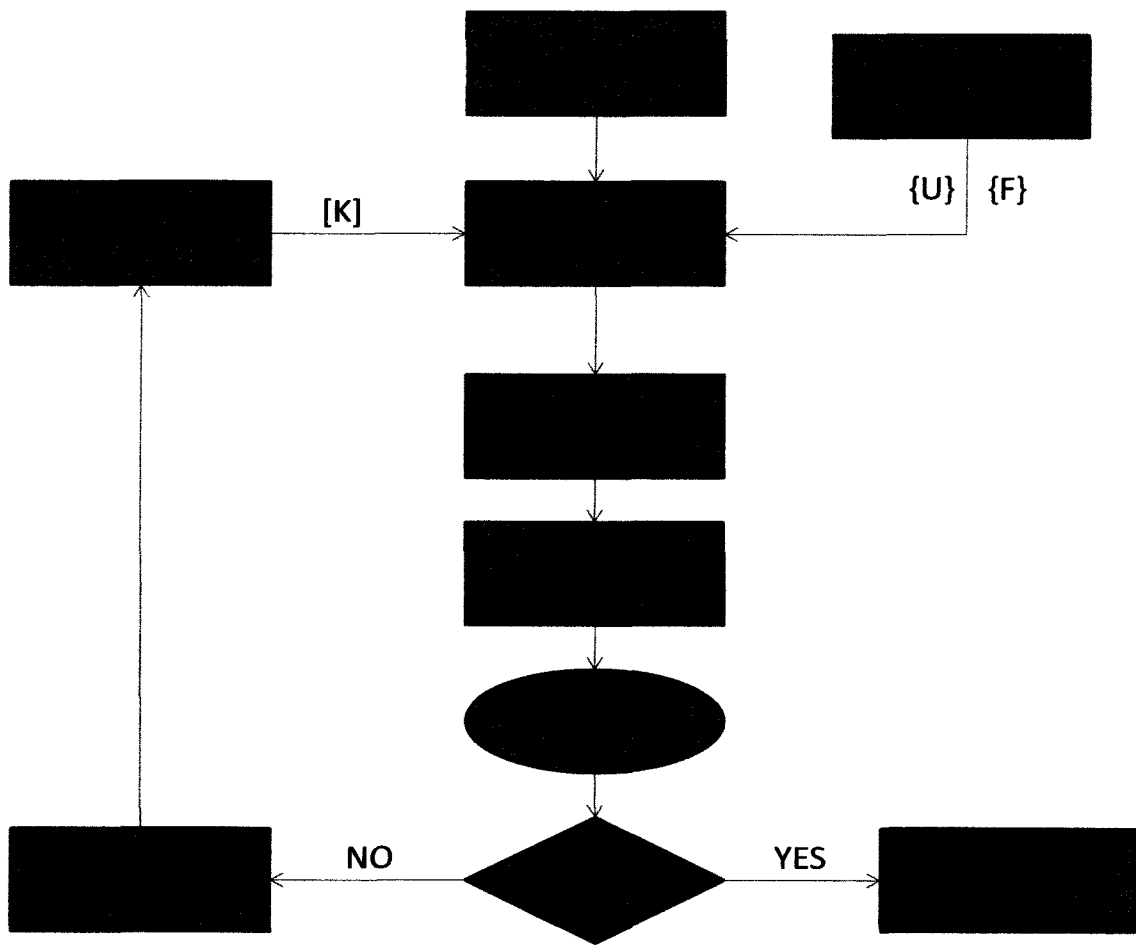 {U} {F}
[K]
NO
YES